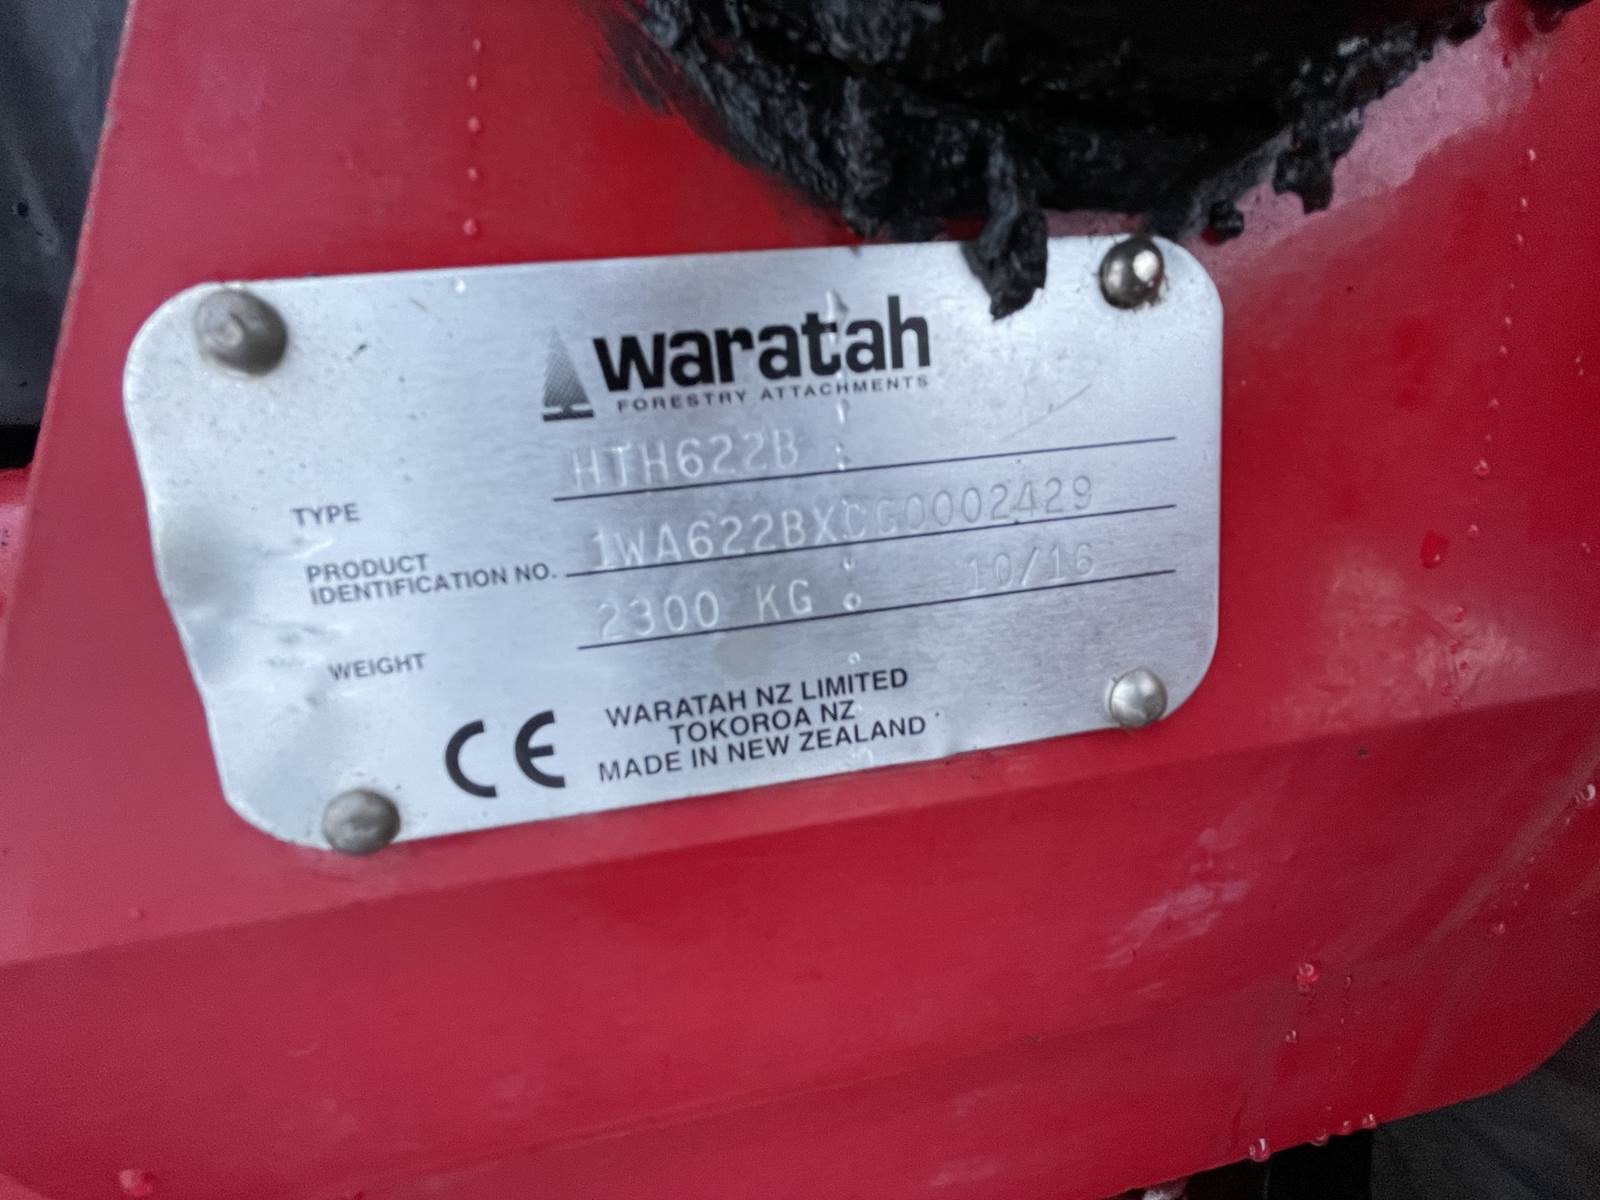 waratah
FORESTRY ATTACHMENTS
TYPE HTH622B
PRODUCT
IDENTIFICATION NO. 1WA622BXCG0002429
WEIGHT 2300 KG 10/16
CE
WARATAH NZ LIMITED
TOKOROA NZ
MADE IN NEW ZEALAND